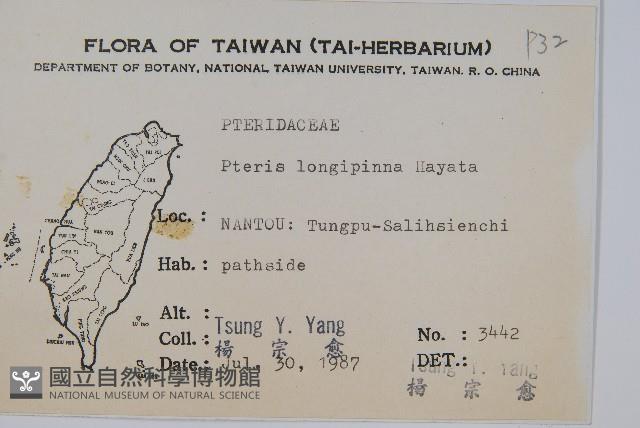 FLORA OF TAIWAN (TAI-HERBARIUM)
P32
DEPARTMENT OF BOTANY, NATIONAL TAIWAN UNIVERSITY, TAIWAN. R. O. CHINA
PTERIDACEAE
Pteris longipinna Hayata
Loc. : NANTOU: Tungpu-Salihsienchi
Hab. : pathside
Alt. :
Coll. : Tsung Y. Yang No. : 3442
楊 宗 愈
Date : Jul. 30, 1987 DET.: Tsung Y. Yang
楊 宗 愈
國立自然科學博物館
NATIONAL MUSEUM OF NATURAL SCIENCE